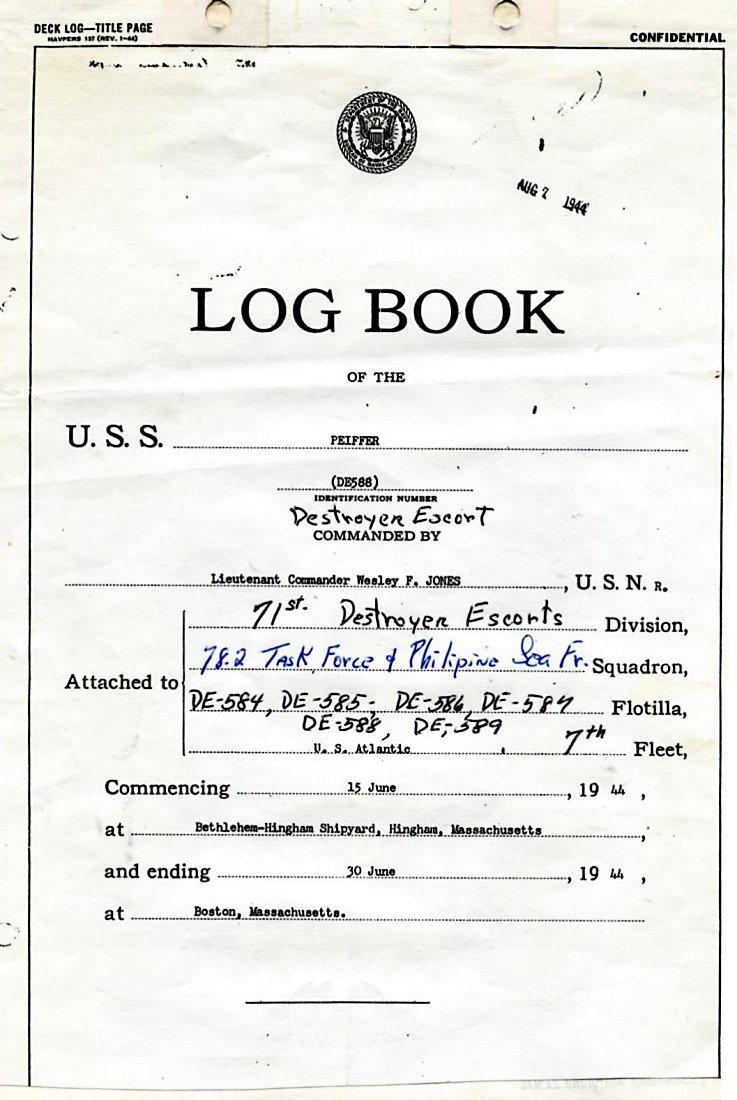 DECK LOG—TITLE PAGE
NAVPERS 137 (REV. 1-44)
CONFIDENTIAL
AUG 2 1944
LOG BOOK
OF THE
U. S. S. PEIFFER
(DE588)
IDENTIFICATION NUMBER
Destroyer Escort
COMMANDED BY
Lieutenant Commander Wesley F. JONES, U. S. N. R.
71st. Destroyer Escorts Division,
78.2 Task Force & Philipine Sea Fr. Squadron,
Attached to
DE-584, DE-585, DE-586, DE-587 Flotilla,
DE-588, DE-589
U. S. Atlantic 7th Fleet,
Commencing 15 June, 19 44,
at Bethlehem-Hingham Shipyard, Hingham, Massachusetts,
and ending 30 June, 19 44,
at Boston, Massachusetts.